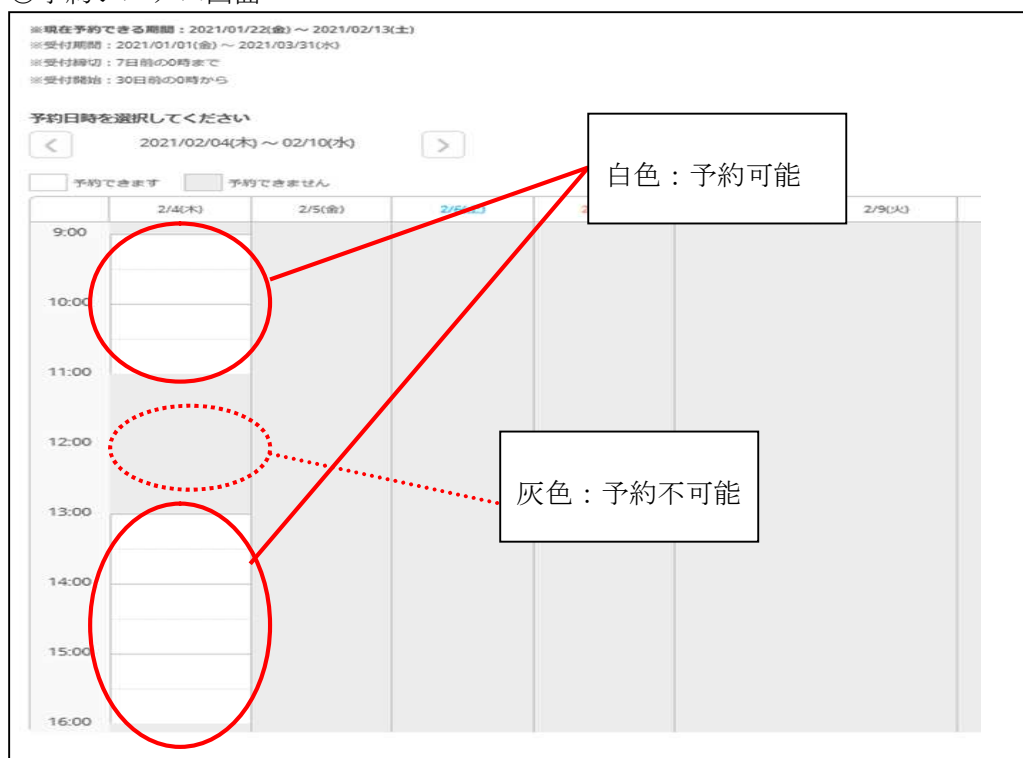 ※現在予約できる期間：2021/01/22(金)～2021/02/13(土)
※受付期間：2021/01/01(金)～2021/03/31(水)
※受付締切：7日前の0時まで
※受付開始：30日前の0時から
予約日時を選択してください
< 2021/02/04(木)～02/10(水) >
予約できます 予約できません
2/4(木) 2/5(金) 2/9(火)
9:00
10:00
11:00
12:00
13:00
14:00
15:00
16:00
白色：予約可能
灰色：予約不可能